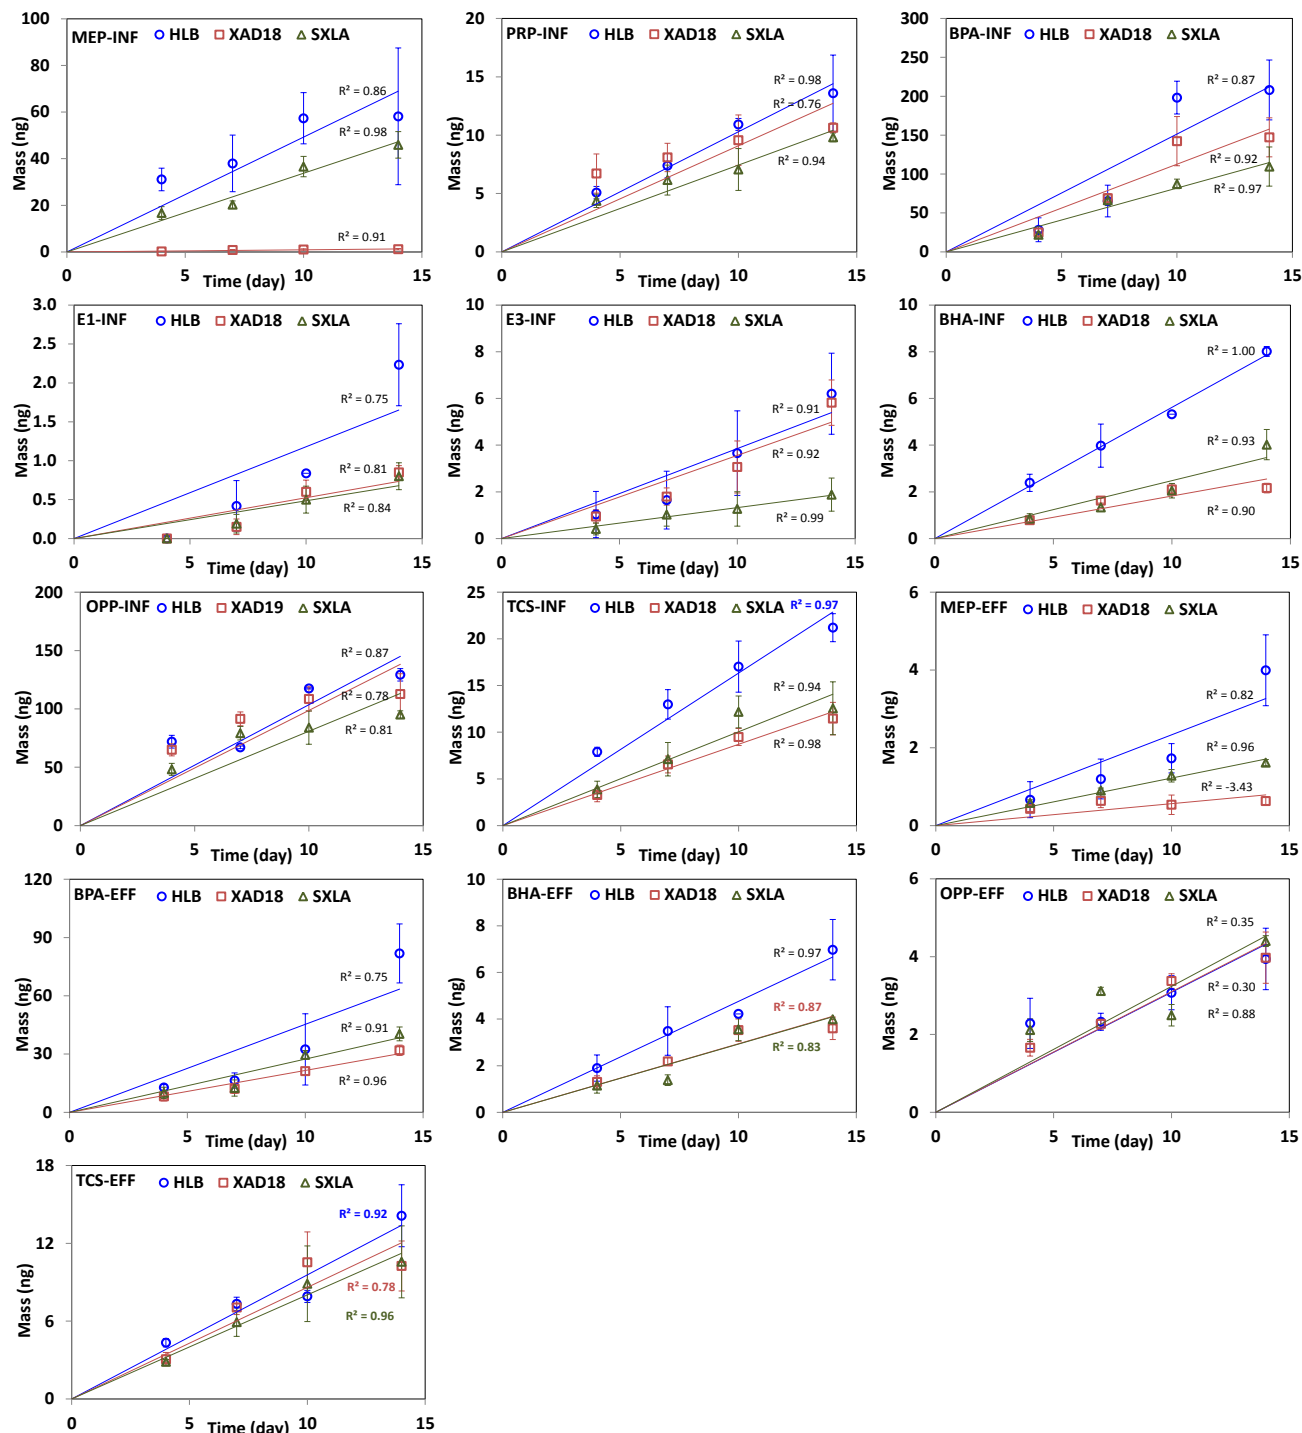 MEP-INF HLB XAD18 SXLA
Mass (ng)
100
80
60
40
20
0
R² = 0.86
R² = 0.98
R² = 0.91
0 5 10 15
Time (day)
PRP-INF HLB XAD18 SXLA
Mass (ng)
20
15
10
5
0
R² = 0.98
R² = 0.76
R² = 0.94
0 5 10 15
Time (day)
BPA-INF HLB XAD18 SXLA
Mass (ng)
300
250
200
150
100
50
0
R² = 0.87
R² = 0.92
R² = 0.97
0 5 10 15
Time (day)
E1-INF HLB XAD18 SXLA
Mass (ng)
3.0
2.5
2.0
1.5
1.0
0.5
0.0
R² = 0.75
R² = 0.81
R² = 0.84
0 5 10 15
Time (day)
E3-INF HLB XAD18 SXLA
Mass (ng)
10
8
6
4
2
0
R² = 0.91
R² = 0.92
R² = 0.99
0 5 10 15
Time (day)
BHA-INF HLB XAD18 SXLA
Mass (ng)
10
8
6
4
2
0
R² = 1.00
R² = 0.93
R² = 0.90
0 5 10 15
Time (day)
OPP-INF HLB XAD19 SXLA
Mass (ng)
200
150
100
50
0
R² = 0.87
R² = 0.78
R² = 0.81
0 5 10 15
Time (day)
TCS-INF HLB XAD18 SXLA
Mass (ng)
25
20
15
10
5
0
R² = 0.97
R² = 0.94
R² = 0.98
0 5 10 15
Time (day)
MEP-EFF HLB XAD18 SXLA
Mass (ng)
6
4
2
0
R² = 0.82
R² = 0.96
R² = -3.43
0 5 10 15
Time (day)
BPA-EFF HLB XAD18 SXLA
Mass (ng)
120
90
60
30
0
R² = 0.75
R² = 0.91
R² = 0.96
0 5 10 15
Time (day)
BHA-EFF HLB XAD18 SXLA
Mass (ng)
10
8
6
4
2
0
R² = 0.97
R² = 0.87
R² = 0.83
0 5 10 15
Time (day)
OPP-EFF HLB XAD18 SXLA
Mass (ng)
6
4
2
0
R² = 0.35
R² = 0.30
R² = 0.88
0 5 10 15
Time (day)
TCS-EFF HLB XAD18 SXLA
Mass (ng)
18
12
6
0
R² = 0.92
R² = 0.78
R² = 0.96
0 5 10 15
Time (day)